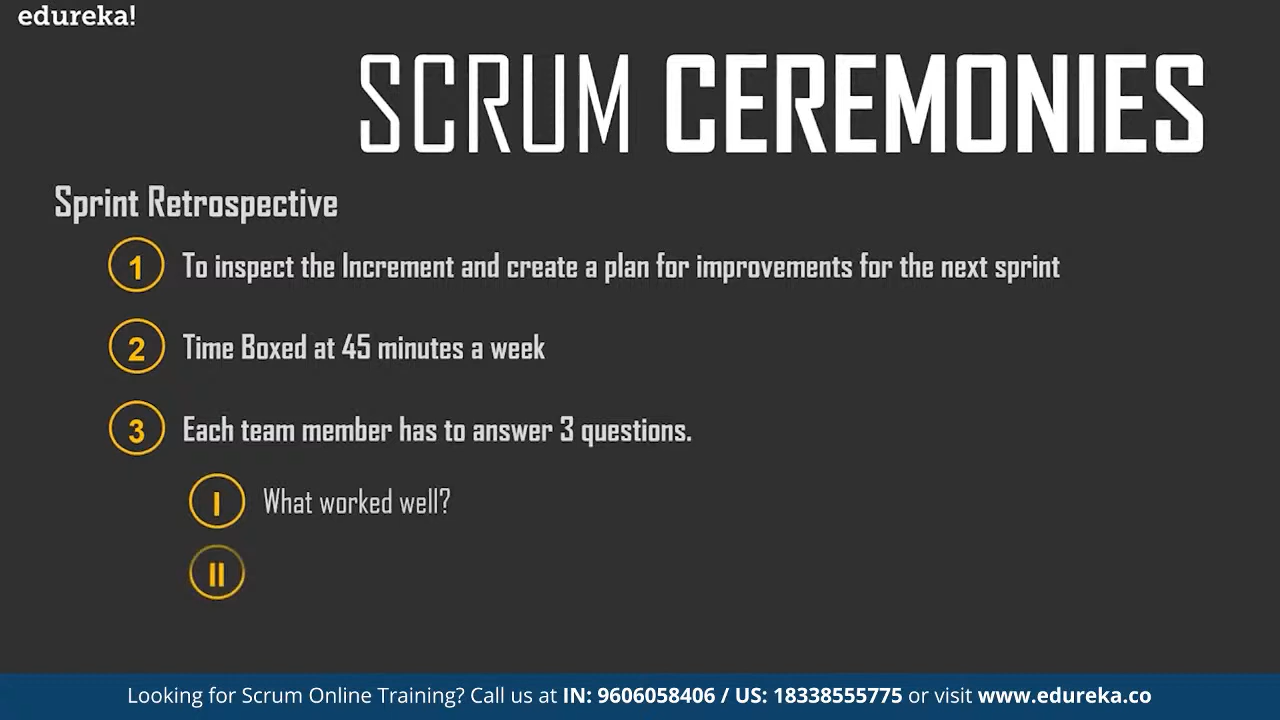 edureka!
SCRUM CEREMONIES
Sprint Retrospective
1 To inspect the Increment and create a plan for improvements for the next sprint
2 Time Boxed at 45 minutes a week
3 Each team member has to answer 3 questions.
I What worked well?
II
Looking for Scrum Online Training? Call us at IN: 9606058406 / US: 18338555775 or visit www.edureka.co